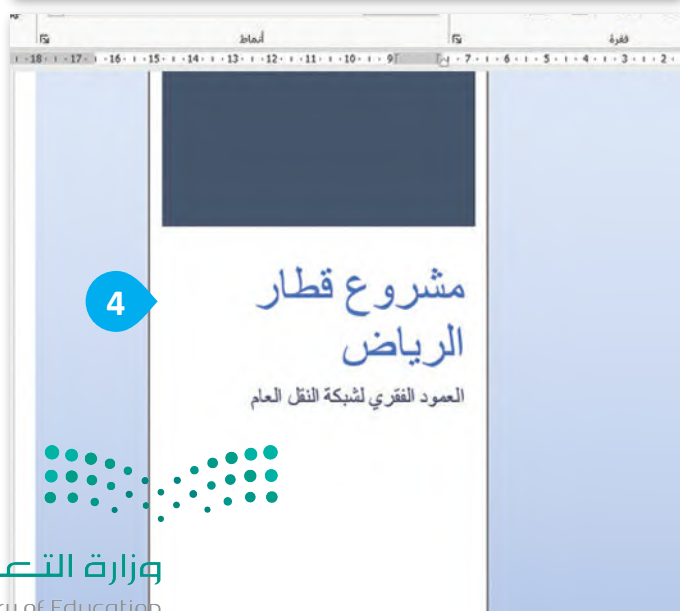 فقرة أنماط
18 17 16 15 14 13 12 11 10 9 7 6 5 4 3 2
مشروع قطار
الرياض
العمود الفقري لشبكة النقل العام
4
وزارة التع
ry of Education